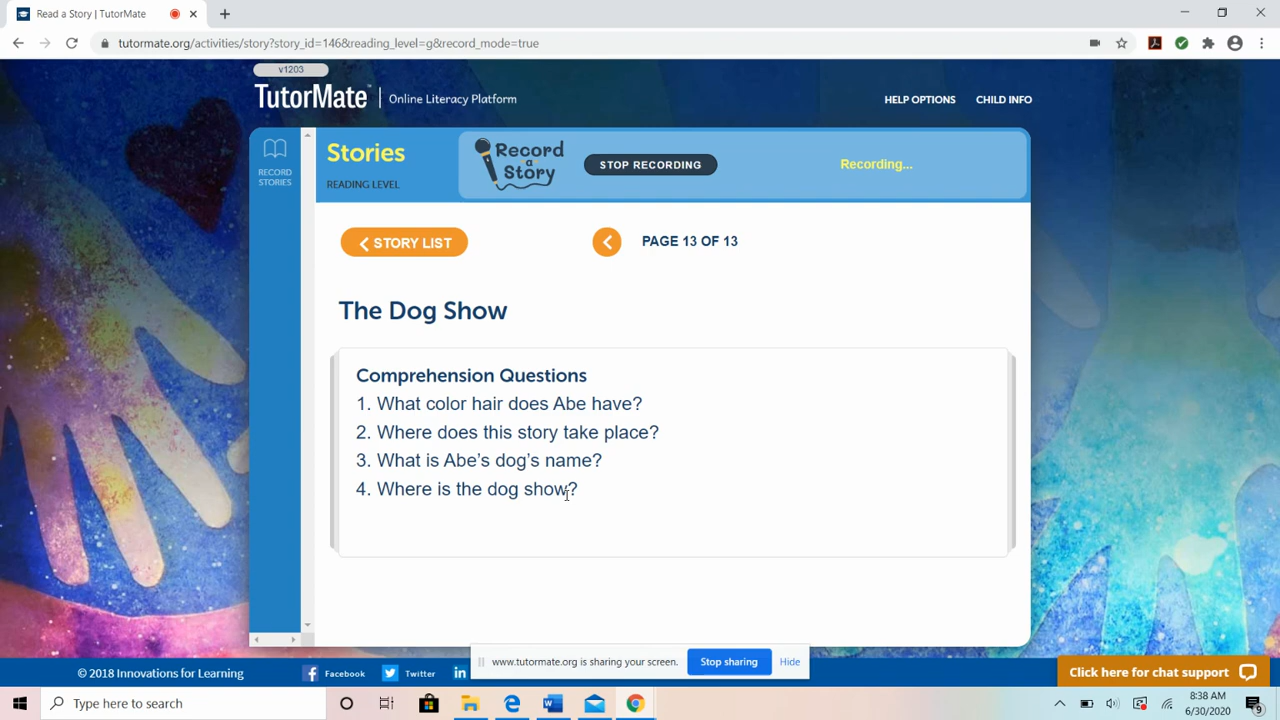 Read a Story | TutorMate
tutormate.org/activities/story?story_id=146&reading_level=g&record_mode=true
v1203
TutorMate | Online Literacy Platform
HELP OPTIONS CHILD INFO
RECORD
STORIES
Stories
READING LEVEL
Record
a
Story
STOP RECORDING
Recording...
STORY LIST
PAGE 13 OF 13
The Dog Show
Comprehension Questions
1. What color hair does Abe have?
2. Where does this story take place?
3. What is Abe’s dog’s name?
4. Where is the dog show?
www.tutormate.org is sharing your screen. Stop sharing Hide
© 2018 Innovations for Learning Facebook Twitter in
Click here for chat support
Type here to search
8:38 AM
6/30/2020
9